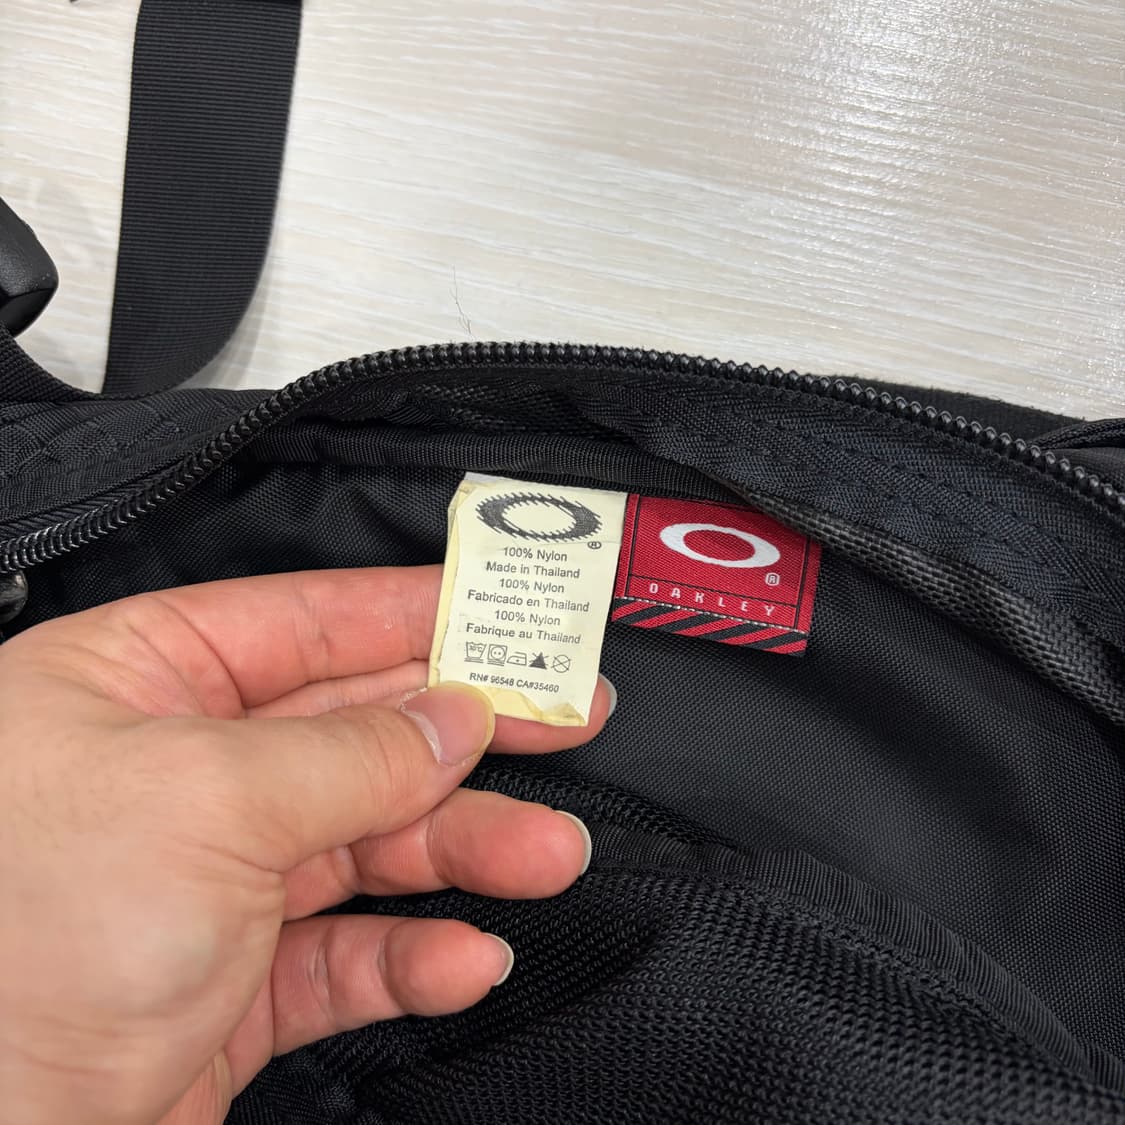 ®
100% Nylon
Made in Thailand
100% Nylon
Fabricado en Thailand
100% Nylon
Fabrique au Thailand
RN# 96548 CA#35460
®
OAKLEY